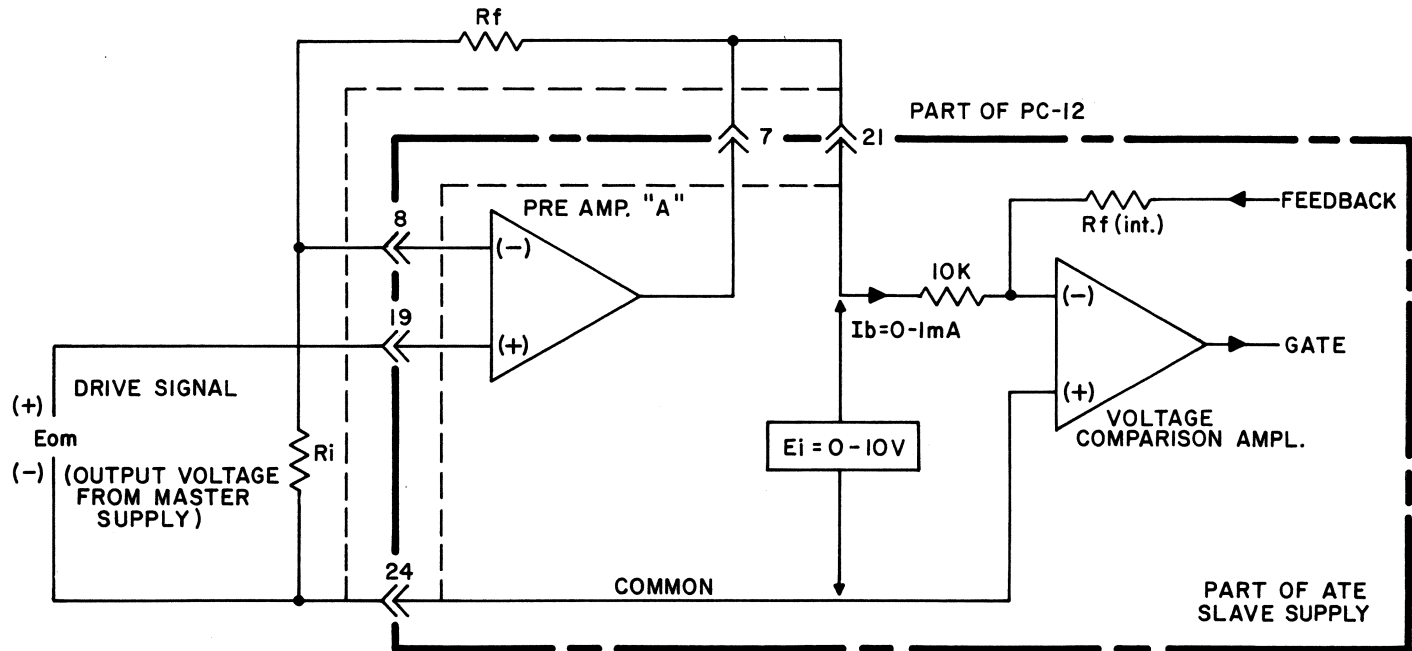 Rf
PART OF PC-12
7
21
PRE AMP. "A"
8
(-)
FEEDBACK
Rf (int.)
10K
(-)
19
(+)
Ib=0-1mA
GATE
DRIVE SIGNAL
(+)
Eom
(-)
(OUTPUT VOLTAGE
FROM MASTER
SUPPLY)
Ri
(+)
VOLTAGE
COMPARISON AMPL.
Ei = 0-10V
24
COMMON
PART OF ATE
SLAVE SUPPLY